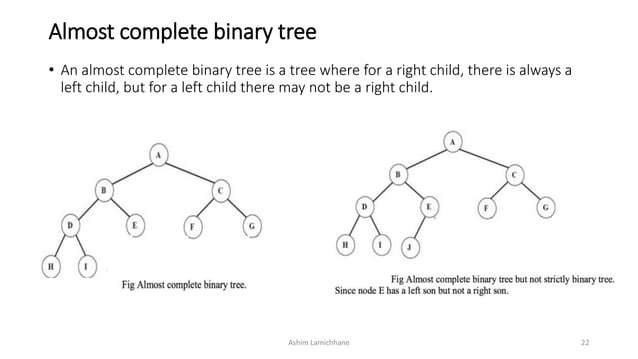 Almost complete binary tree
• An almost complete binary tree is a tree where for a right child, there is always a
left child, but for a left child there may not be a right child.
A
B
C
D
E
F
G
H
I
Fig Almost complete binary tree.
A
B
C
D
E
F
G
H
I
J
Fig Almost complete binary tree but not strictly binary tree.
Since node E has a left son but not a right son.
Ashim Lamichhane
22